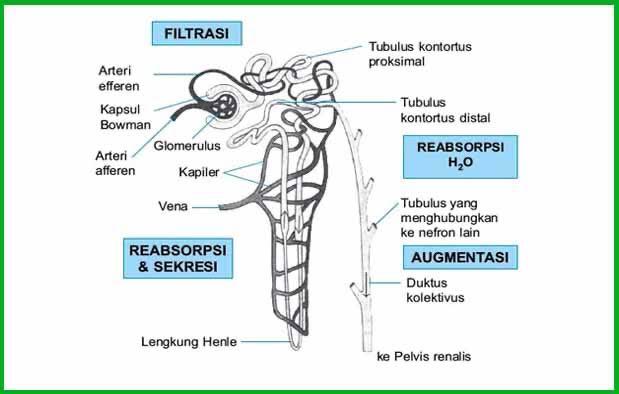 FILTRASI
Tubulus kontortus
proksimal
Arteri
efferen
Kapsul
Bowman
Tubulus
kontortus distal
Glomerulus
Arteri
afferen
REABSORPSI
H₂O
Kapiler
Vena
Tubulus yang
menghubungkan
ke nefron lain
REABSORPSI
& SEKRESI
AUGMENTASI
Duktus
kolektivus
Lengkung Henle
ke Pelvis renalis